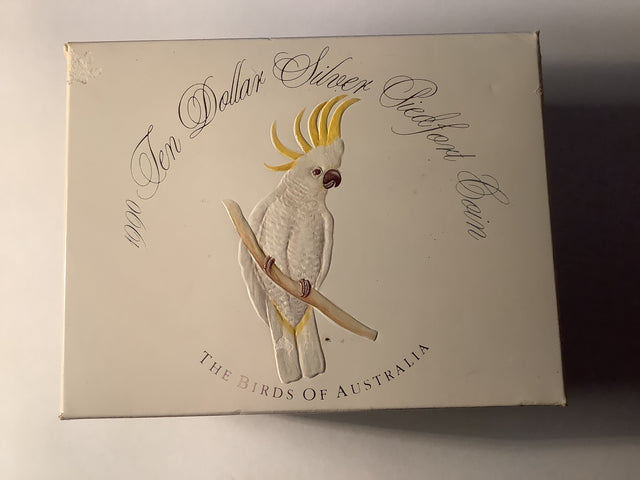 1990 Ten Dollar Silver Piedfort Coin
THE BIRDS OF AUSTRALIA